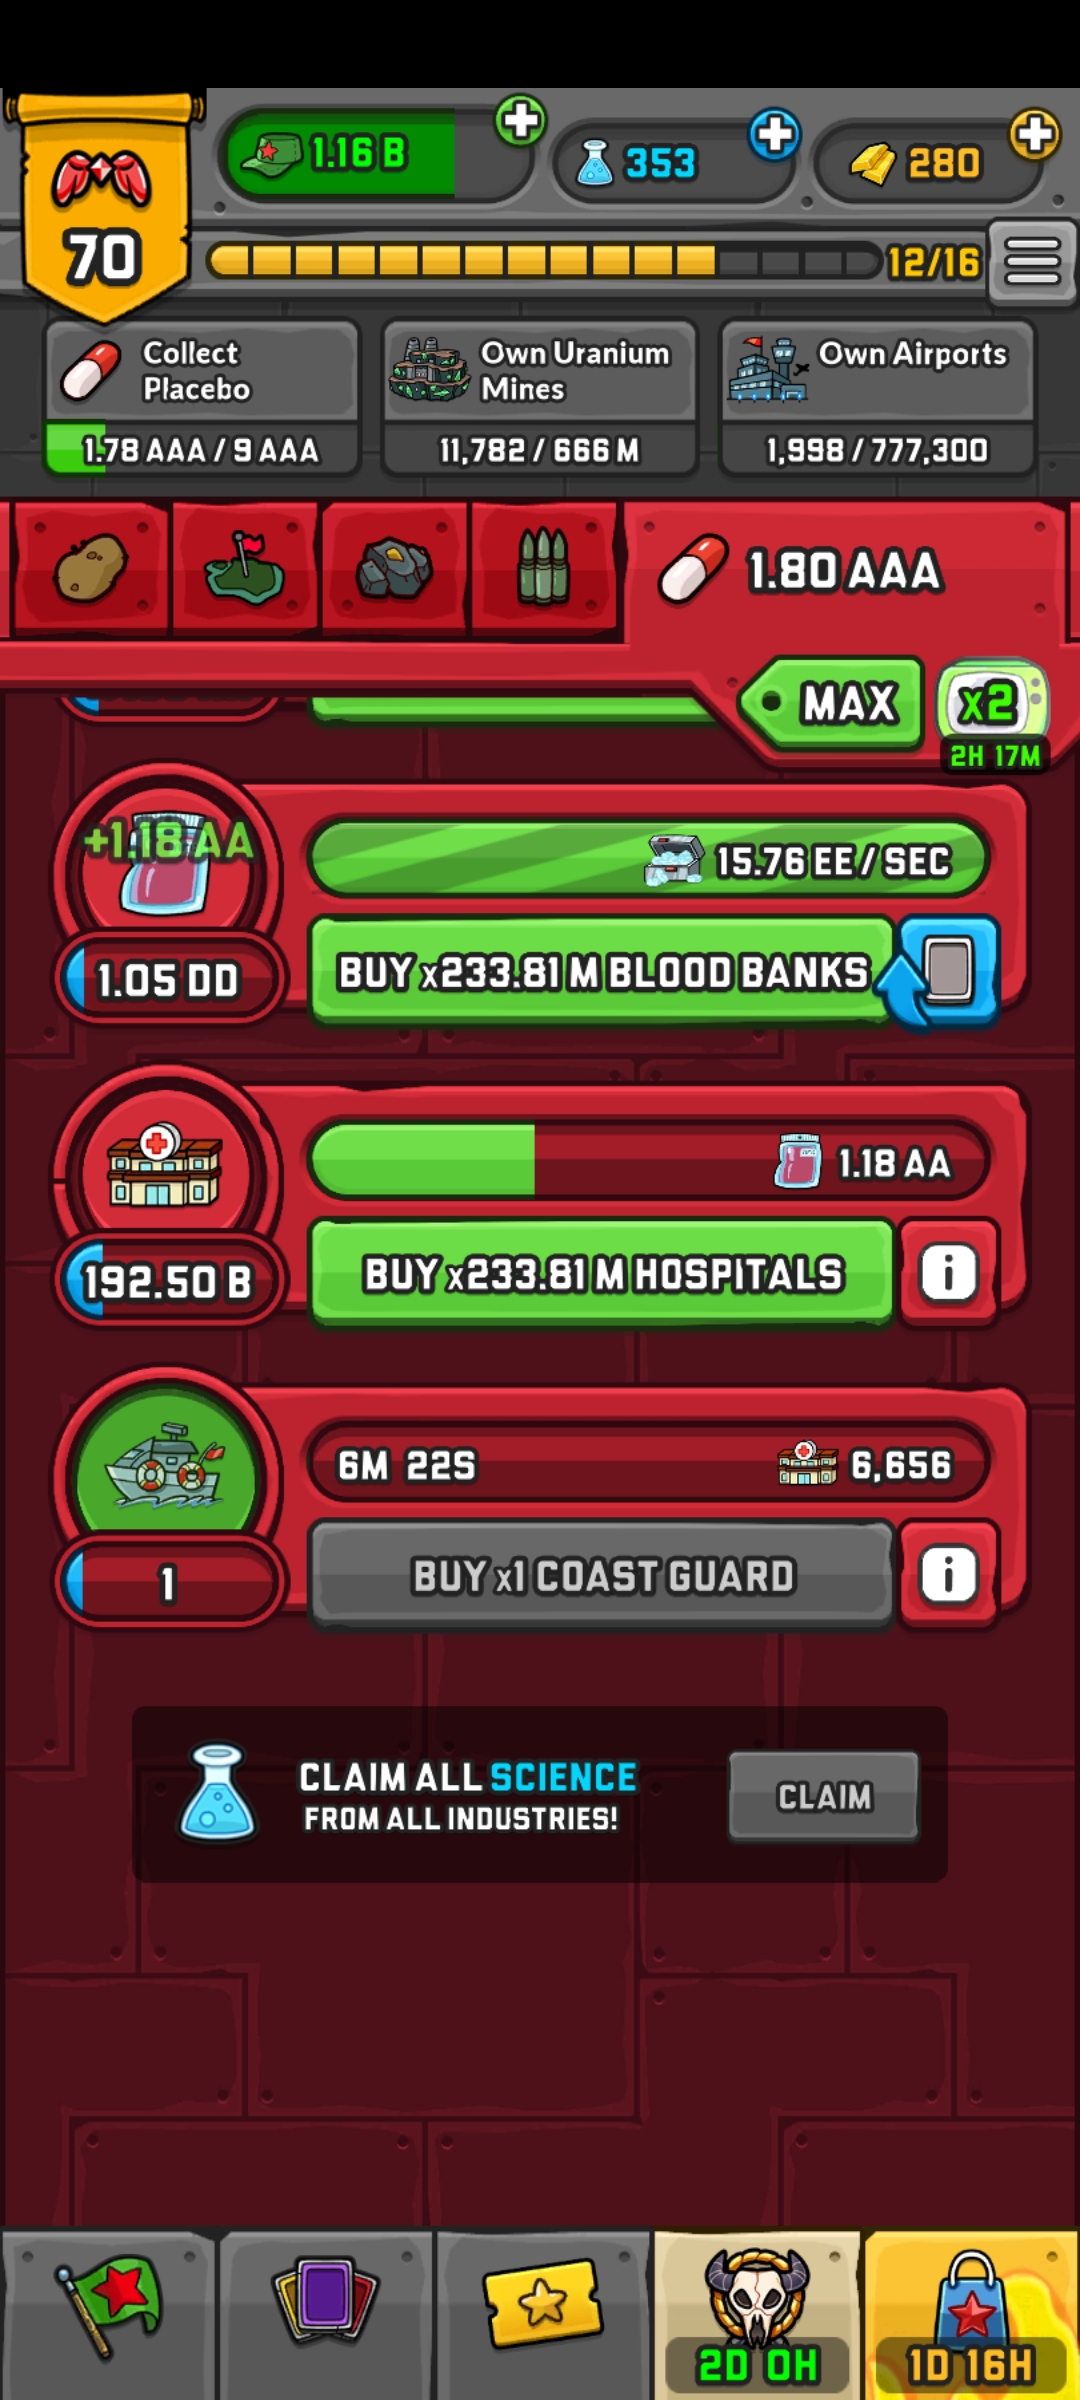 70
1.16 B
353
280
12/16
Collect
Placebo
1.78 AAA / 9 AAA
Own Uranium
Mines
11,782 / 666 M
Own Airports
1,998 / 777,300
1.80 AAA
MAX
x2
2H 17M
+1.18 AA
15.76 EE / SEC
1.05 DD
BUY x233.81 M BLOOD BANKS
1.18 AA
192.50 B
BUY x233.81 M HOSPITALS
i
6M 22S
6,656
1
BUY x1 COAST GUARD
i
CLAIM ALL SCIENCE
FROM ALL INDUSTRIES!
CLAIM
2D 0H
1D 16H